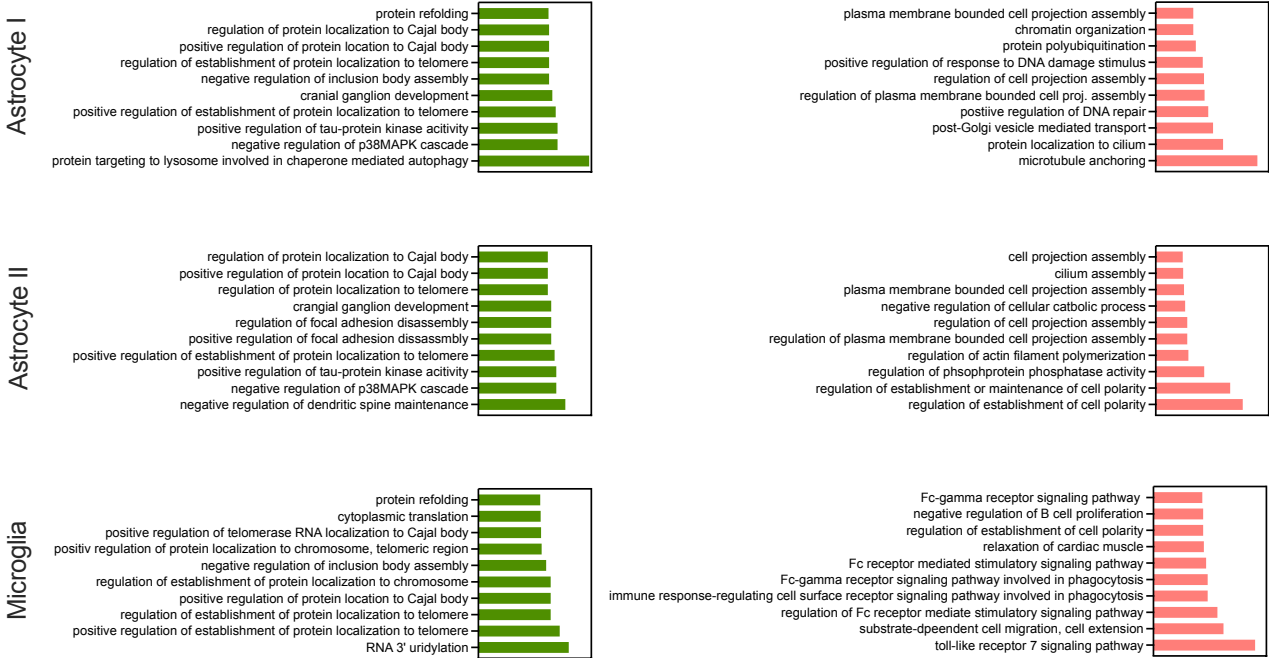 Astrocyte I
protein refolding
regulation of protein localization to Cajal body
positive regulation of protein location to Cajal body
regulation of establishment of protein localization to telomere
negative regulation of inclusion body assembly
cranial ganglion development
positive regulation of establishment of protein localization to telomere
positive regulation of tau-protein kinase acitivity
negative regulation of p38MAPK cascade
protein targeting to lysosome involved in chaperone mediated autophagy
plasma membrane bounded cell projection assembly
chromatin organization
protein polyubiquitination
positive regulation of response to DNA damage stimulus
regulation of cell projection assembly
regulation of plasma membrane bounded cell proj. assembly
postiive regulation of DNA repair
post-Golgi vesicle mediated transport
protein localization to cilium
microtubule anchoring
Astrocyte II
regulation of protein localization to Cajal body
positive regulation of protein location to Cajal body
regulation of protein localization to telomere
crangial ganglion development
regulation of focal adhesion disassembly
positive regulation of focal adhesion dissassmbly
positive regulation of establishment of protein localization to telomere
positive regulation of tau-protein kinase acitivity
negative regulation of p38MAPK cascade
negative regulation of dendritic spine maintenance
cell projection assembly
cilium assembly
plasma membrane bounded cell projection assembly
negative regulation of cellular catbolic process
regulation of cell projection assembly
regulation of plasma membrane bounded cell projection assembly
regulation of actin filament polymerization
regulation of phsophprotein phosphatase activity
regulation of establishment or maintenance of cell polarity
regulation of establishment of cell polarity
Microglia
protein refolding
cytoplasmic translation
positive regulation of telomerase RNA localization to Cajal body
positiv regulation of protein localization to chromosome, telomeric region
negative regulation of inclusion body assembly
regulation of establishment of protein localization to chromosome
positive regulation of protein location to Cajal body
regulation of establishment of protein localization to telomere
positive regulation of establishment of protein localization to telomere
RNA 3' uridylation
Fc-gamma receptor signaling pathway
negative regulation of B cell proliferation
regulation of establishment of cell polarity
relaxation of cardiac muscle
Fc receptor mediated stimulatory signaling pathway
Fc-gamma receptor signaling pathway involved in phagocytosis
immune response-regulating cell surface receptor signaling pathway involved in phagocytosis
regulation of Fc receptor mediate stimulatory signaling pathway
substrate-dpeendent cell migration, cell extension
toll-like receptor 7 signaling pathway